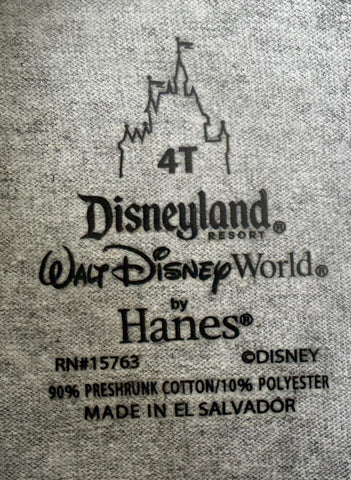 4T
Disneyland®
RESORT
WALT DISNEY World®
by
Hanes®
RN#15763 ©DISNEY
90% PRESHRUNK COTTON/10% POLYESTER
MADE IN EL SALVADOR